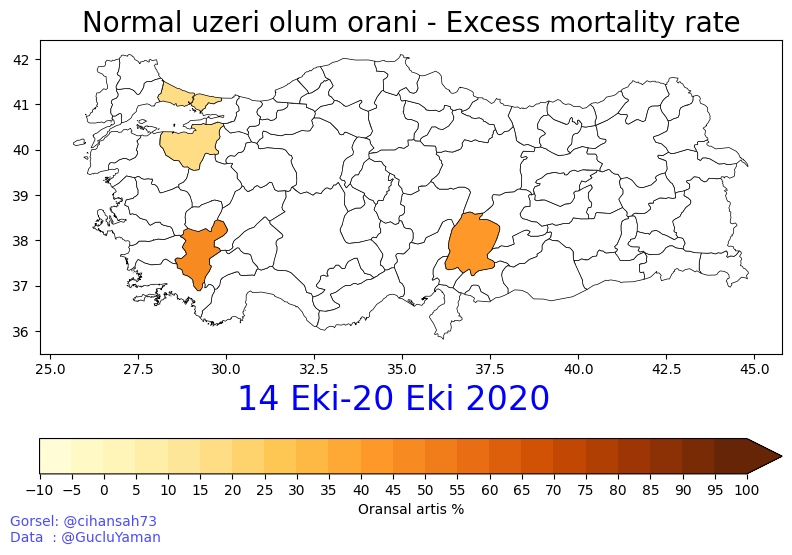 Normal uzeri olum orani - Excess mortality rate
42
41
40
39
38
37
36
25.0 27.5 30.0 32.5 35.0 37.5 40.0 42.5 45.0
14 Eki-20 Eki 2020
−10 −5 0 5 10 15 20 25 30 35 40 45 50 55 60 65 70 75 80 85 90 95 100
Oransal artis %
Gorsel: @cihansah73
Data : @GucluYaman